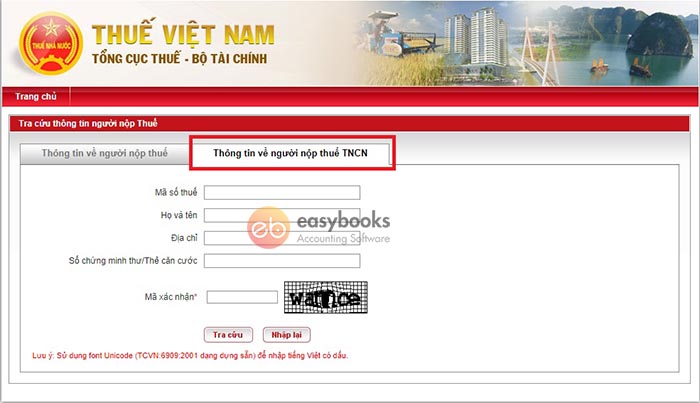 THUẾ NHÀ NƯỚC
THUẾ VIỆT NAM
TỔNG CỤC THUẾ - BỘ TÀI CHÍNH
Trang chủ
Tra cứu thông tin người nộp Thuế
Thông tin về người nộp thuế
Thông tin về người nộp thuế TNCN
Mã số thuế
Họ và tên
Địa chỉ
Số chứng minh thư/Thẻ căn cước
eb easybooks
Accounting Software
Mã xác nhận*
Tra cứu
Nhập lại
Lưu ý: Sử dụng font Unicode (TCVN:6909:2001 dạng dựng sẵn) để nhập tiếng Việt có dấu.